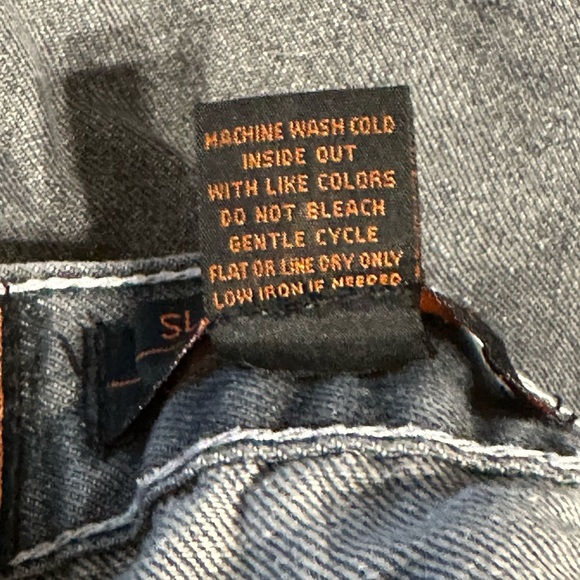 MACHINE WASH COLD
INSIDE OUT
WITH LIKE COLORS
DO NOT BLEACH
GENTLE CYCLE
FLAT OR LINE DRY ONLY
LOW IRON IF NEEDED